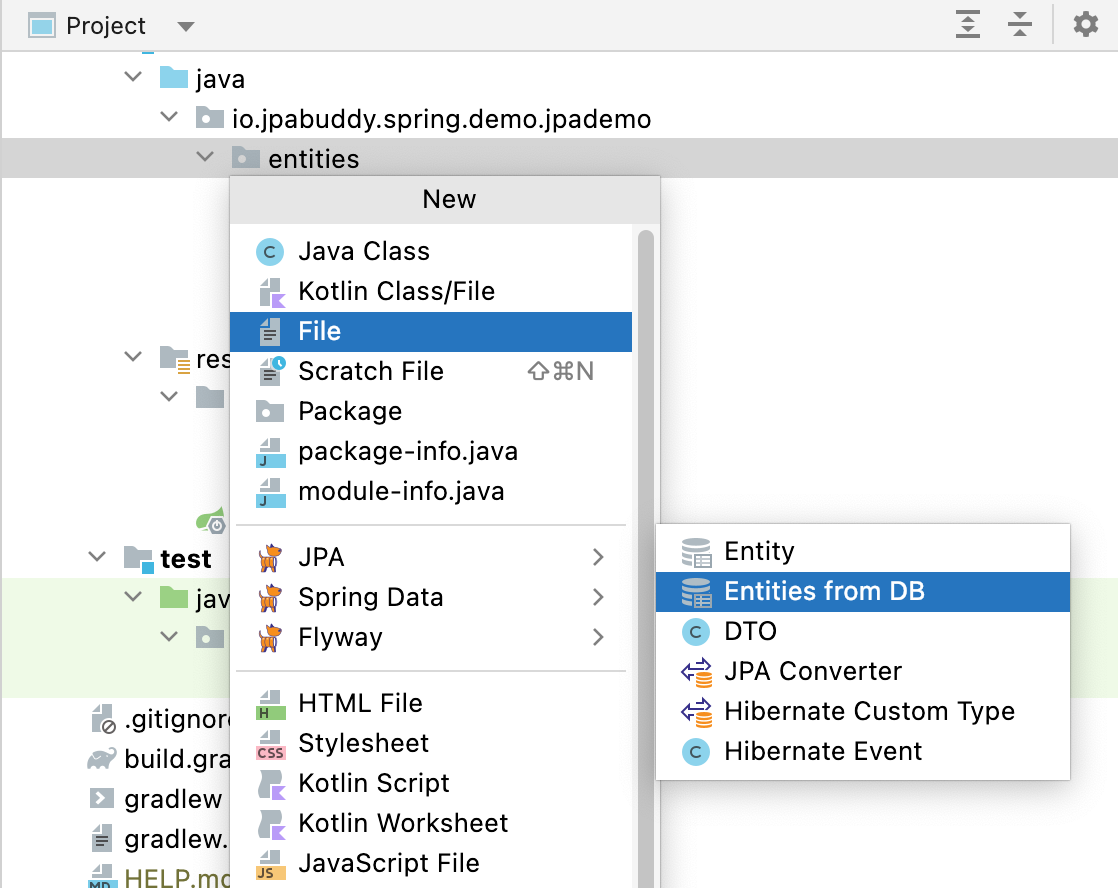 Project
java
io.jpabuddy.spring.demo.jpademo
entities
New
C Java Class
Kotlin Class/File
File
Scratch File ⇧⌘N
Package
J package-info.java
J module-info.java
JPA
Spring Data
Flyway
H HTML File
CSS Stylesheet
Kotlin Script
Kotlin Worksheet
JS JavaScript File
Entity
Entities from DB
C DTO
JPA Converter
Hibernate Custom Type
C Hibernate Event
res
test
jav
.gitignor
build.gra
gradlew
gradlew.
MD HELP.m